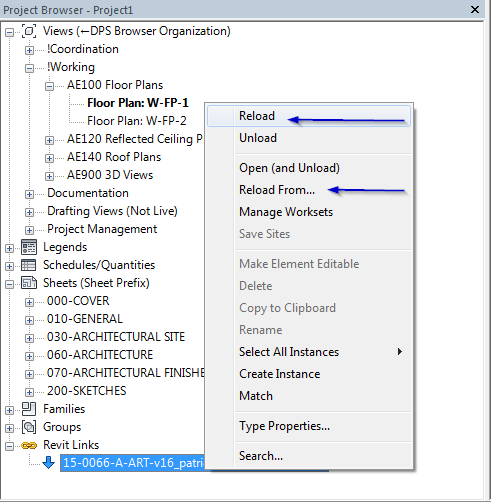 Project Browser - Project1
Views (←DPS Browser Organization)
!Coordination
!Working
AE100 Floor Plans
Floor Plan: W-FP-1
Floor Plan: W-FP-2
AE120 Reflected Ceiling P
AE140 Roof Plans
AE900 3D Views
Documentation
Drafting Views (Not Live)
Project Management
Legends
Schedules/Quantities
Sheets (Sheet Prefix)
000-COVER
010-GENERAL
030-ARCHITECTURAL SITE
060-ARCHITECTURE
070-ARCHITECTURAL FINISHE
200-SKETCHES
Families
Groups
Revit Links
15-0066-A-ART-v16_patri
Reload
Unload
Open (and Unload)
Reload From...
Manage Worksets
Save Sites
Make Element Editable
Delete
Copy to Clipboard
Rename
Select All Instances
Create Instance
Match
Type Properties...
Search...